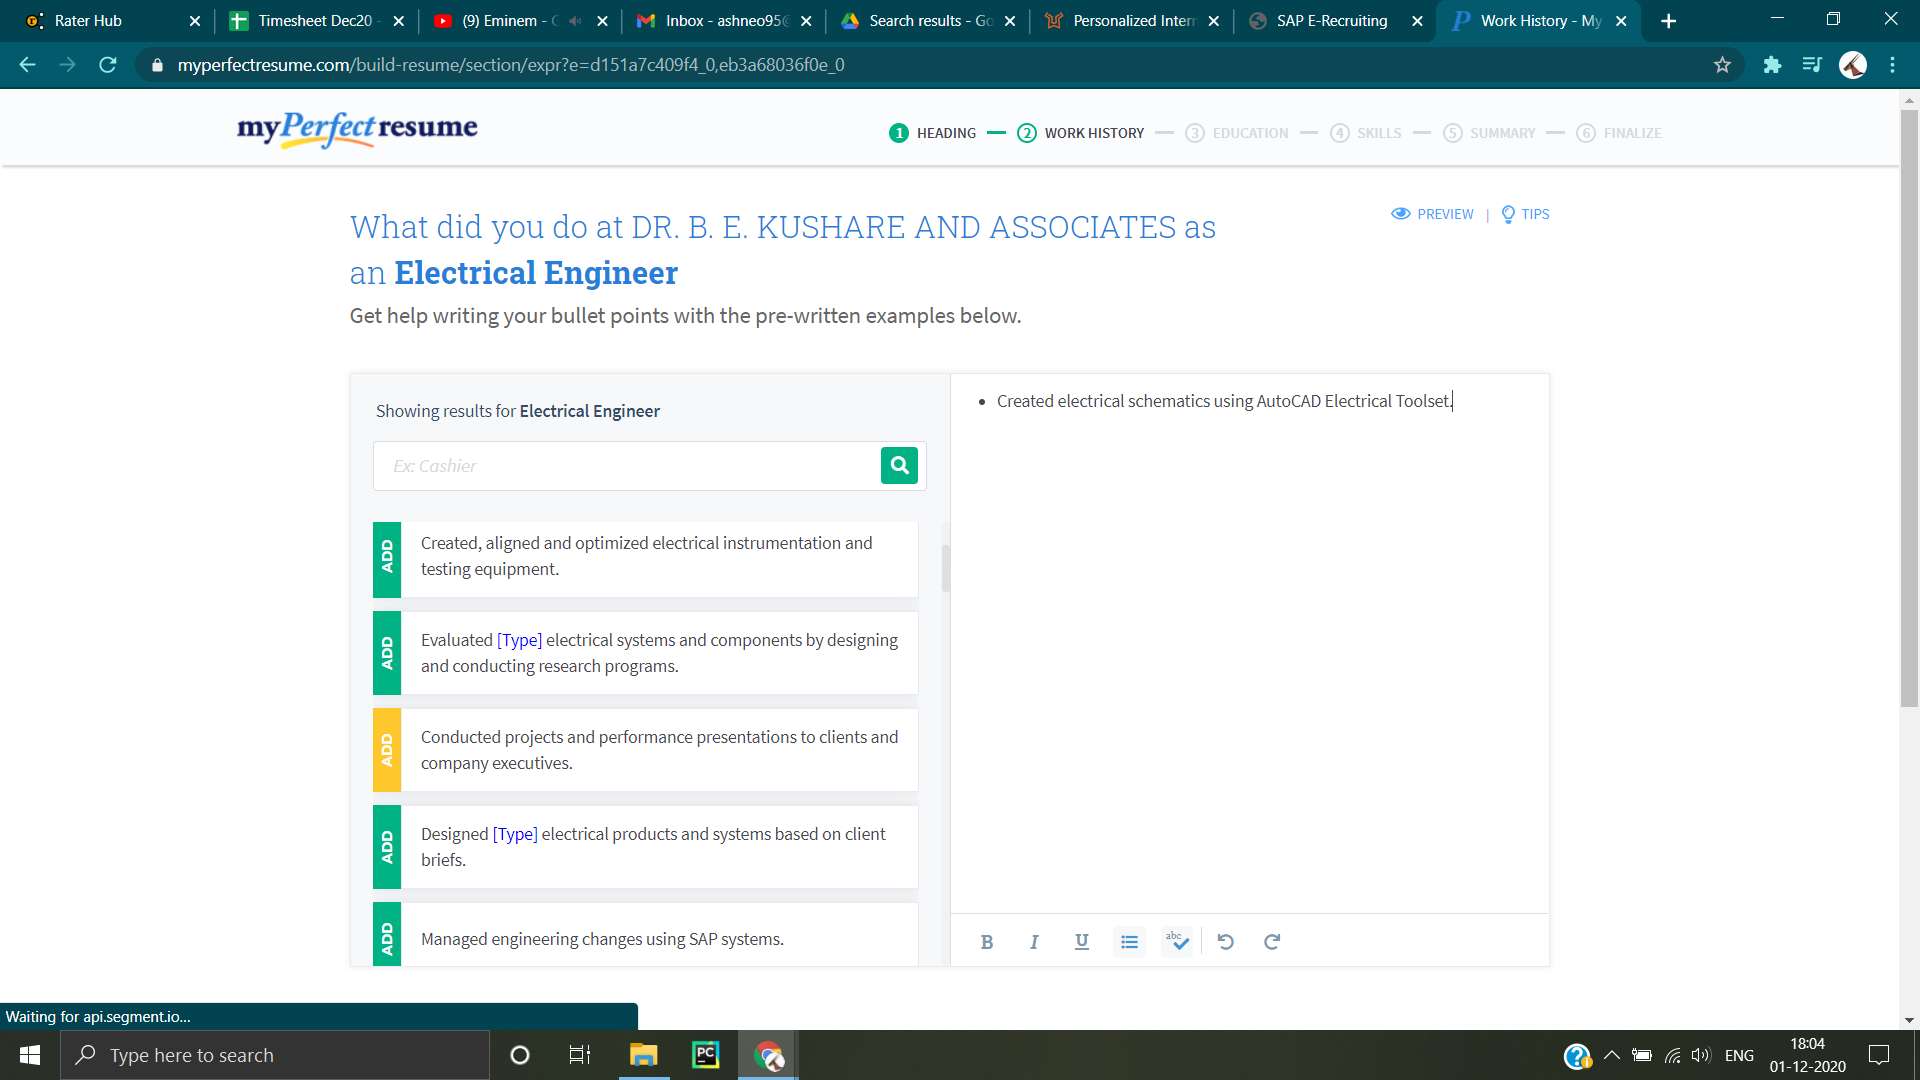 Rater Hub
Timesheet Dec20 -
(9) Eminem -
Inbox - ashneo95
Search results - Go
Personalized Intern
SAP E-Recruiting
Work History - My
myperfectresume.com/build-resume/section/expr?e=d151a7c409f4_0,eb3a68036f0e_0
myPerfectresume
1 HEADING
2 WORK HISTORY
3 EDUCATION
4 SKILLS
5 SUMMARY
6 FINALIZE
What did you do at DR. B. E. KUSHARE AND ASSOCIATES as
an Electrical Engineer
PREVIEW | TIPS
Get help writing your bullet points with the pre-written examples below.
Showing results for Electrical Engineer
Ex: Cashier
ADD
Created, aligned and optimized electrical instrumentation and
testing equipment.
ADD
Evaluated [Type] electrical systems and components by designing
and conducting research programs.
ADD
Conducted projects and performance presentations to clients and
company executives.
ADD
Designed [Type] electrical products and systems based on client
briefs.
ADD
Managed engineering changes using SAP systems.
• Created electrical schematics using AutoCAD Electrical Toolset.
B I U abc
Waiting for api.segment.io...
Type here to search
PC
ENG
18:04
01-12-2020